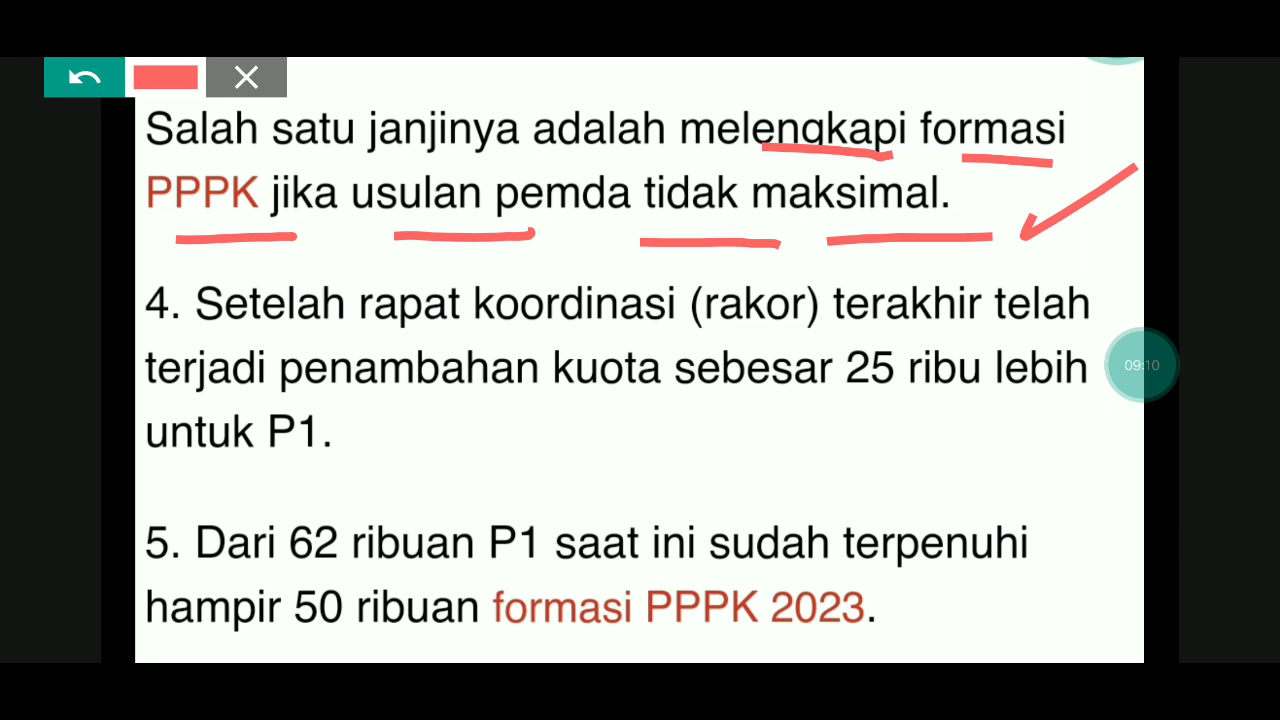 Salah satu janjinya adalah melengkapi formasi
PPPK jika usulan pemda tidak maksimal.
4. Setelah rapat koordinasi (rakor) terakhir telah
terjadi penambahan kuota sebesar 25 ribu lebih
09:10
untuk P1.
5. Dari 62 ribuan P1 saat ini sudah terpenuhi
hampir 50 ribuan formasi PPPK 2023.